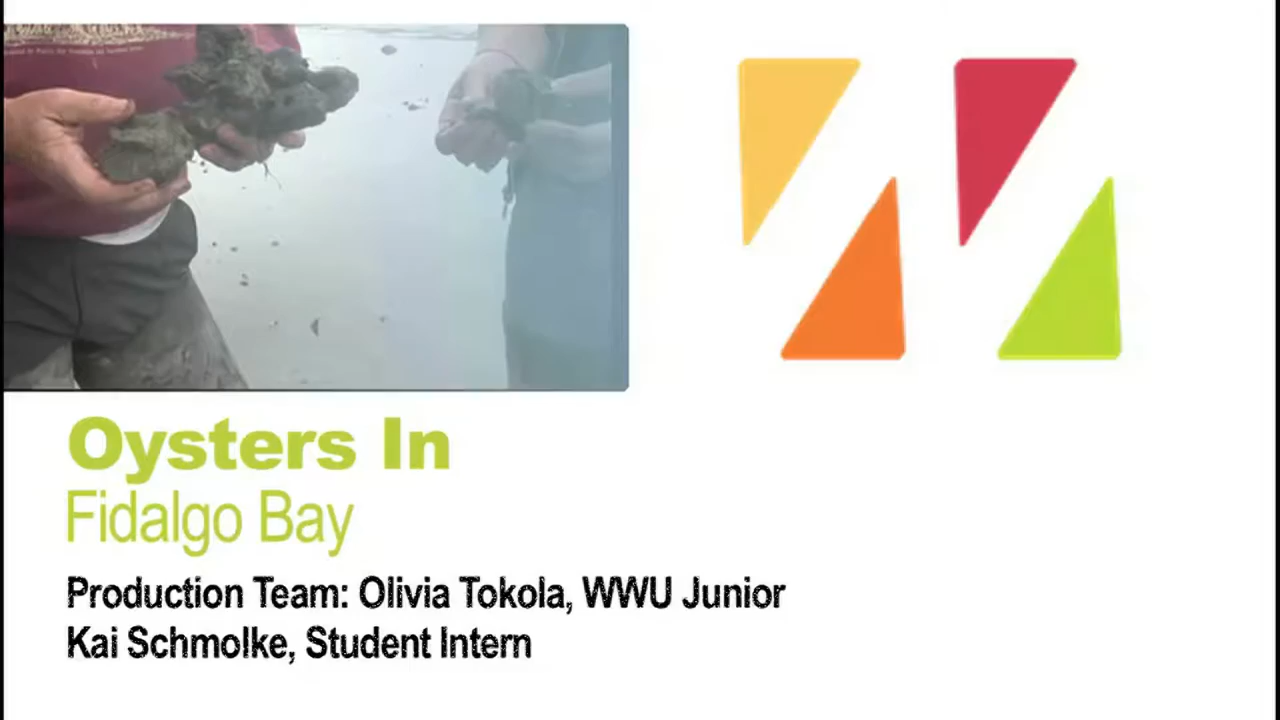 Oysters In
Fidalgo Bay
Production Team: Olivia Tokola, WWU Junior
Kai Schmolke, Student Intern